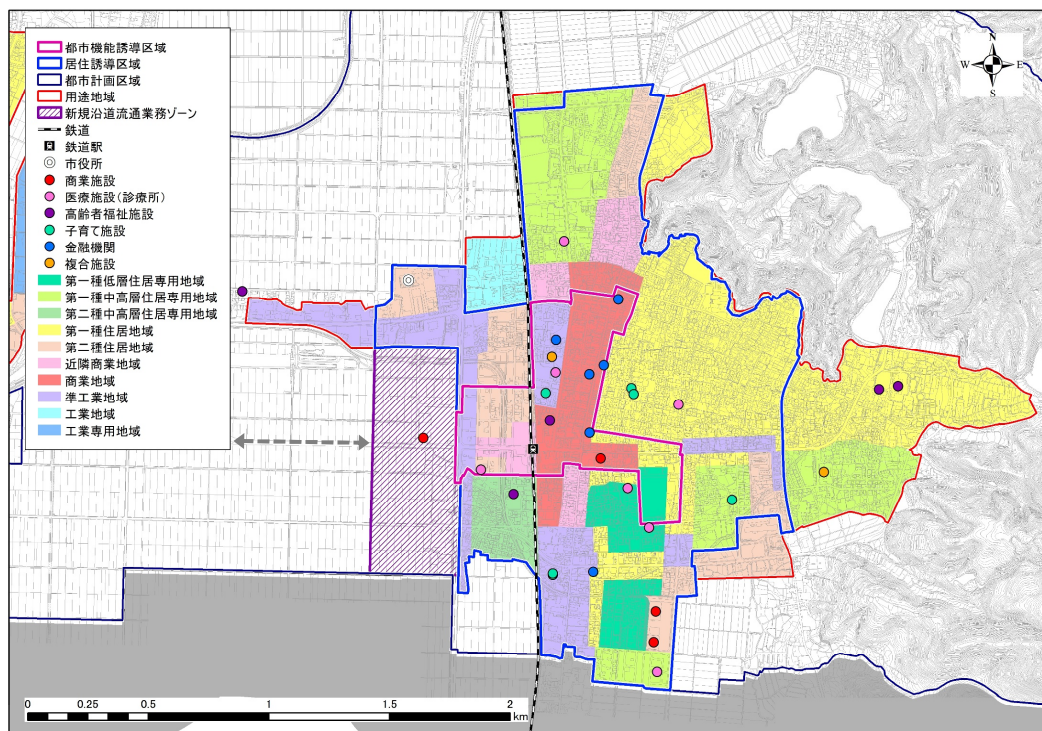 都市機能誘導区域
居住誘導区域
都市計画区域
用途地域
新規沿道流通業務ゾーン
鉄道
鉄道駅
市役所
商業施設
医療施設(診療所)
高齢者福祉施設
子育て施設
金融機関
複合施設
第一種低層住居専用地域
第一種中高層住居専用地域
第二種中高層住居専用地域
第一種住居地域
第二種住居地域
近隣商業地域
商業地域
準工業地域
工業地域
工業専用地域
N
W E
S
0 0.25 0.5 1 1.5 2
km